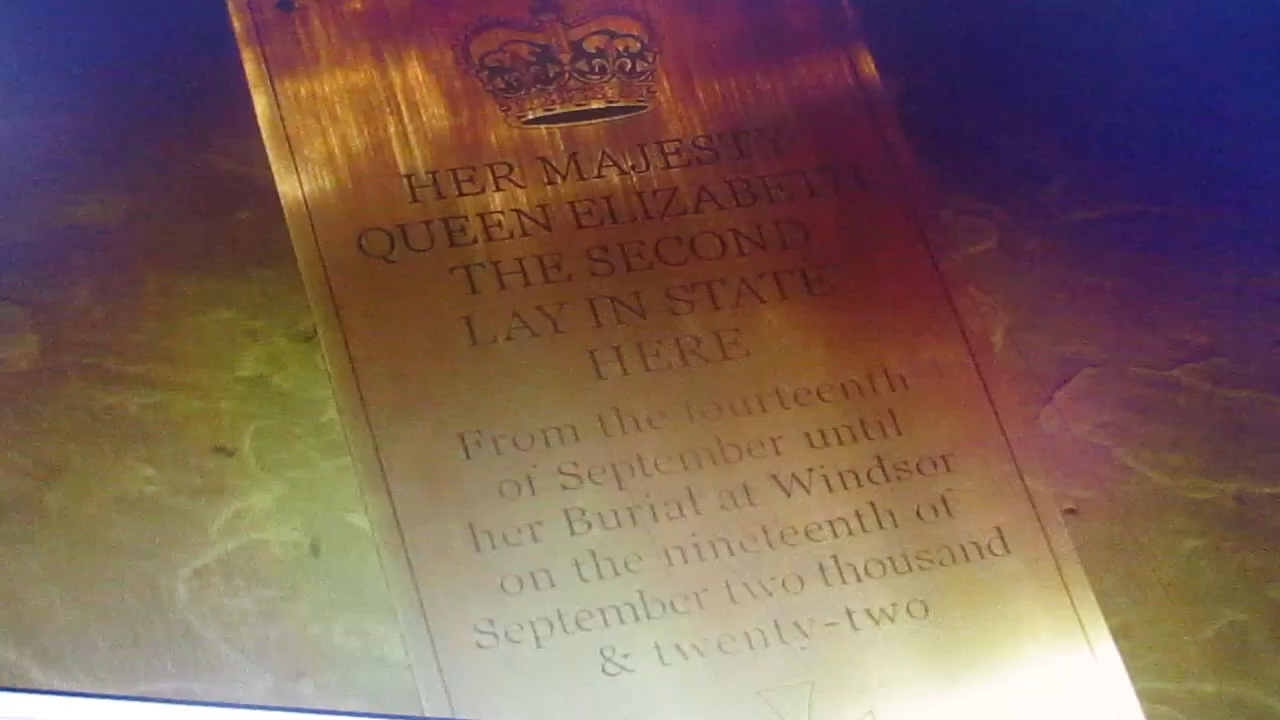 HER MAJESTY
QUEEN ELIZABETH
THE SECOND
LAY IN STATE
HERE
From the fourteenth
of September until
her Burial at Windsor
on the nineteenth of
September two thousand
& twenty-two